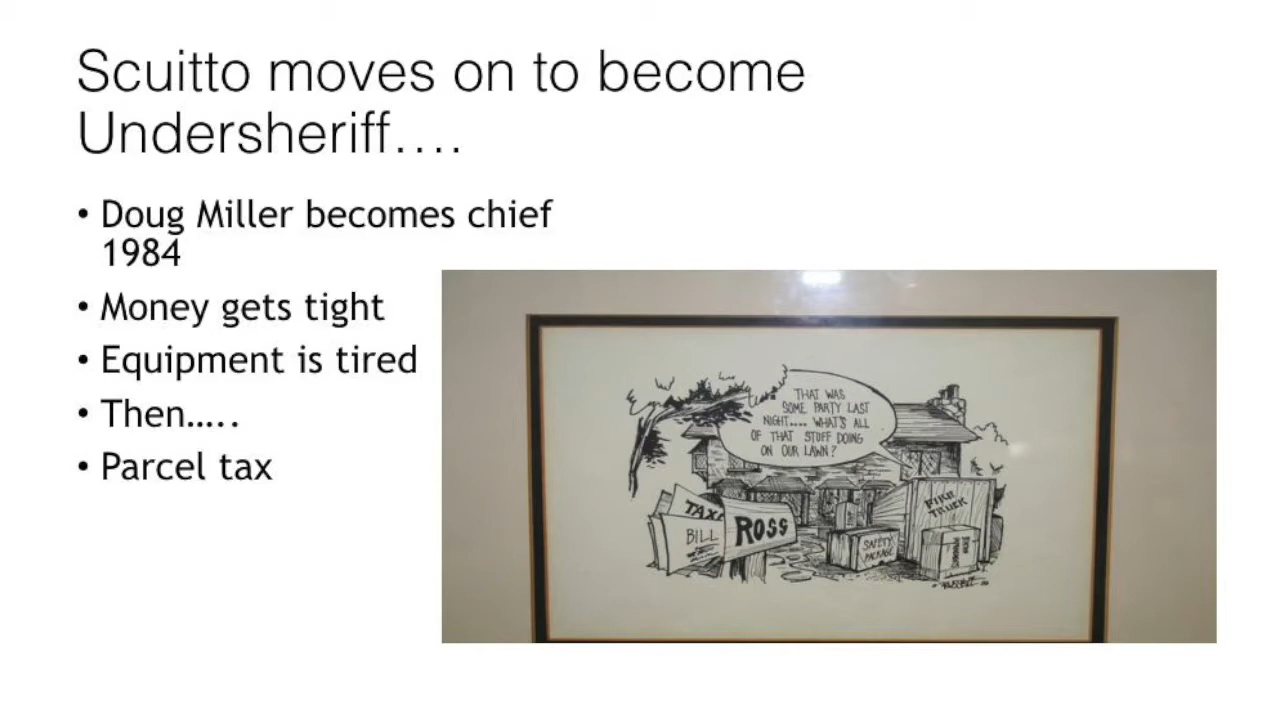 Scuitto moves on to become
Undersheriff....
• Doug Miller becomes chief
1984
• Money gets tight
• Equipment is tired
• Then…..
• Parcel tax
THAT WAS
SOME PARTY LAST
NIGHT.... WHAT'S ALL
OF THAT STUFF DOING
ON OUR LAWN?
TAX
BILL
ROSS
SAFETY
PACKAGE
FIRE
TRUCK